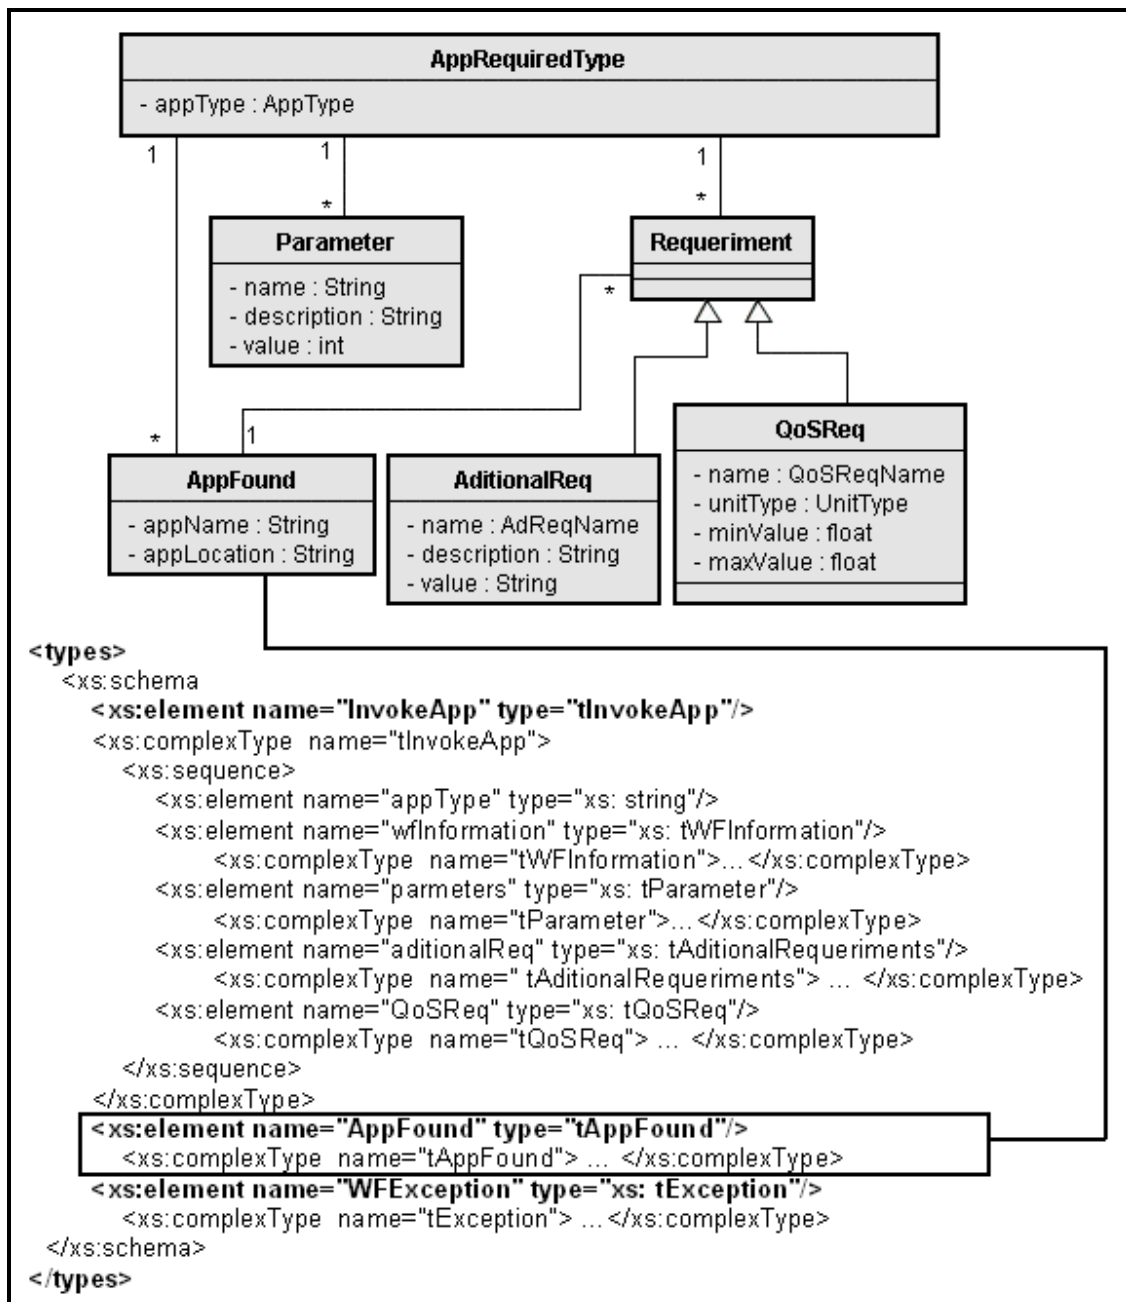 AppRequiredType
- appType : AppType
1
1
1
*
*
Parameter
- name : String
- description : String
- value : int
Requeriment
*
*
1
AppFound
- appName : String
- appLocation : String
AditionalReq
- name : AdReqName
- description : String
- value : String
QoSReq
- name : QoSReqName
- unitType : UnitType
- minValue : float
- maxValue : float
<types>
<xs:schema
<xs:element name="InvokeApp" type="tInvokeApp"/>
<xs:complexType name="tInvokeApp">
<xs:sequence>
<xs:element name="appType" type="xs: string"/>
<xs:element name="wfInformation" type="xs: tWFInformation"/>
<xs:complexType name="tWFInformation">... </xs:complexType>
<xs:element name="parmeters" type="xs: tParameter"/>
<xs:complexType name="tParameter">... </xs:complexType>
<xs:element name="aditionalReq" type="xs: tAditionalRequeriments"/>
<xs:complexType name=" tAditionalRequeriments"> ... </xs:complexType>
<xs:element name="QoSReq" type="xs: tQoSReq"/>
<xs:complexType name="tQoSReq"> ... </xs:complexType>
</xs:sequence>
</xs:complexType>
<xs:element name="AppFound" type="tAppFound"/>
<xs:complexType name="tAppFound"> ... </xs:complexType>
<xs:element name="WFException" type="xs: tException"/>
<xs:complexType name="tException"> ... </xs:complexType>
</xs:schema>
</types>